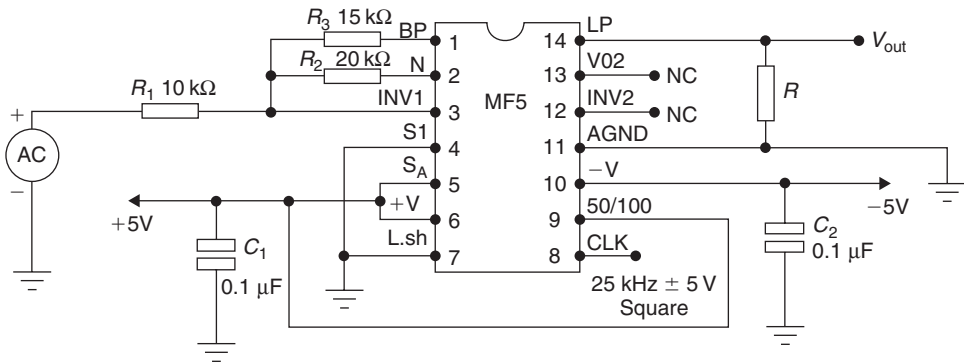 R3 15 kΩ
BP
1
R2 20 kΩ
N
2
R1 10 kΩ
INV1
3
S1
4
SA
5
+V
6
L.sh
7
MF5
14
LP
Vout
13
V02
NC
12
INV2
NC
R
11
AGND
10
−V
−5V
9
50/100
8
CLK
25 kHz ± 5 V
Square
+
AC
−
+5V
C1
0.1 μF
C2
0.1 μF